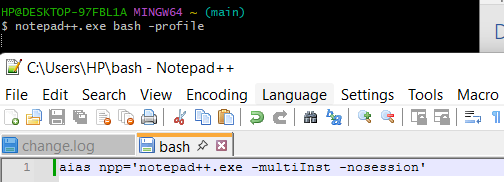 HP@DESKTOP-97FBL1A MINGW64 ~ (main)
$ notepad++.exe bash -profile
C:\Users\HP\bash - Notepad++
File Edit Search View Encoding Language Settings Tools Macro
change.log bash
1 aias npp='notepad++.exe -multiInst -nosession'